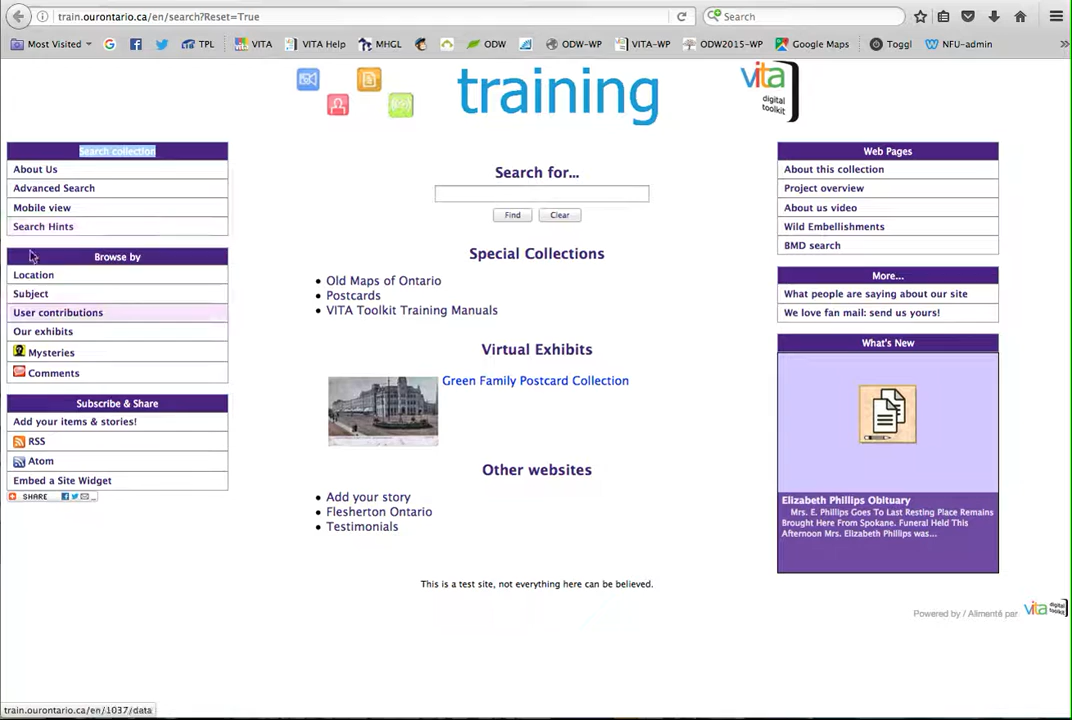 train.ourontario.ca/en/search?Reset=True
Search
Most Visited
TPL
VITA
VITA Help
MHGL
ODW
ODW-WP
VITA-WP
ODW2015-WP
Google Maps
Toggl
NFU-admin
training
vita
digital
toolkit
Search collection
About Us
Advanced Search
Mobile view
Search Hints
Browse by
Location
Subject
User contributions
Our exhibits
Mysteries
Comments
Subscribe & Share
Add your items & stories!
RSS
Atom
Embed a Site Widget
SHARE
Search for...
Find
Clear
Special Collections
Old Maps of Ontario
Postcards
VITA Toolkit Training Manuals
Virtual Exhibits
Green Family Postcard Collection
Other websites
Add your story
Flesherton Ontario
Testimonials
This is a test site, not everything here can be believed.
Web Pages
About this collection
Project overview
About us video
Wild Embellishments
BMD search
More...
What people are saying about our site
We love fan mail: send us yours!
What's New
Elizabeth Phillips Obituary
Mrs. E. Phillips Goes To Last Resting Place Remains
Brought Here From Spokane. Funeral Held This
Afternoon Mrs. Elizabeth Phillips was...
Powered by / Alimenté par
vita
digital
toolkit
train.ourontario.ca/en/1037/data